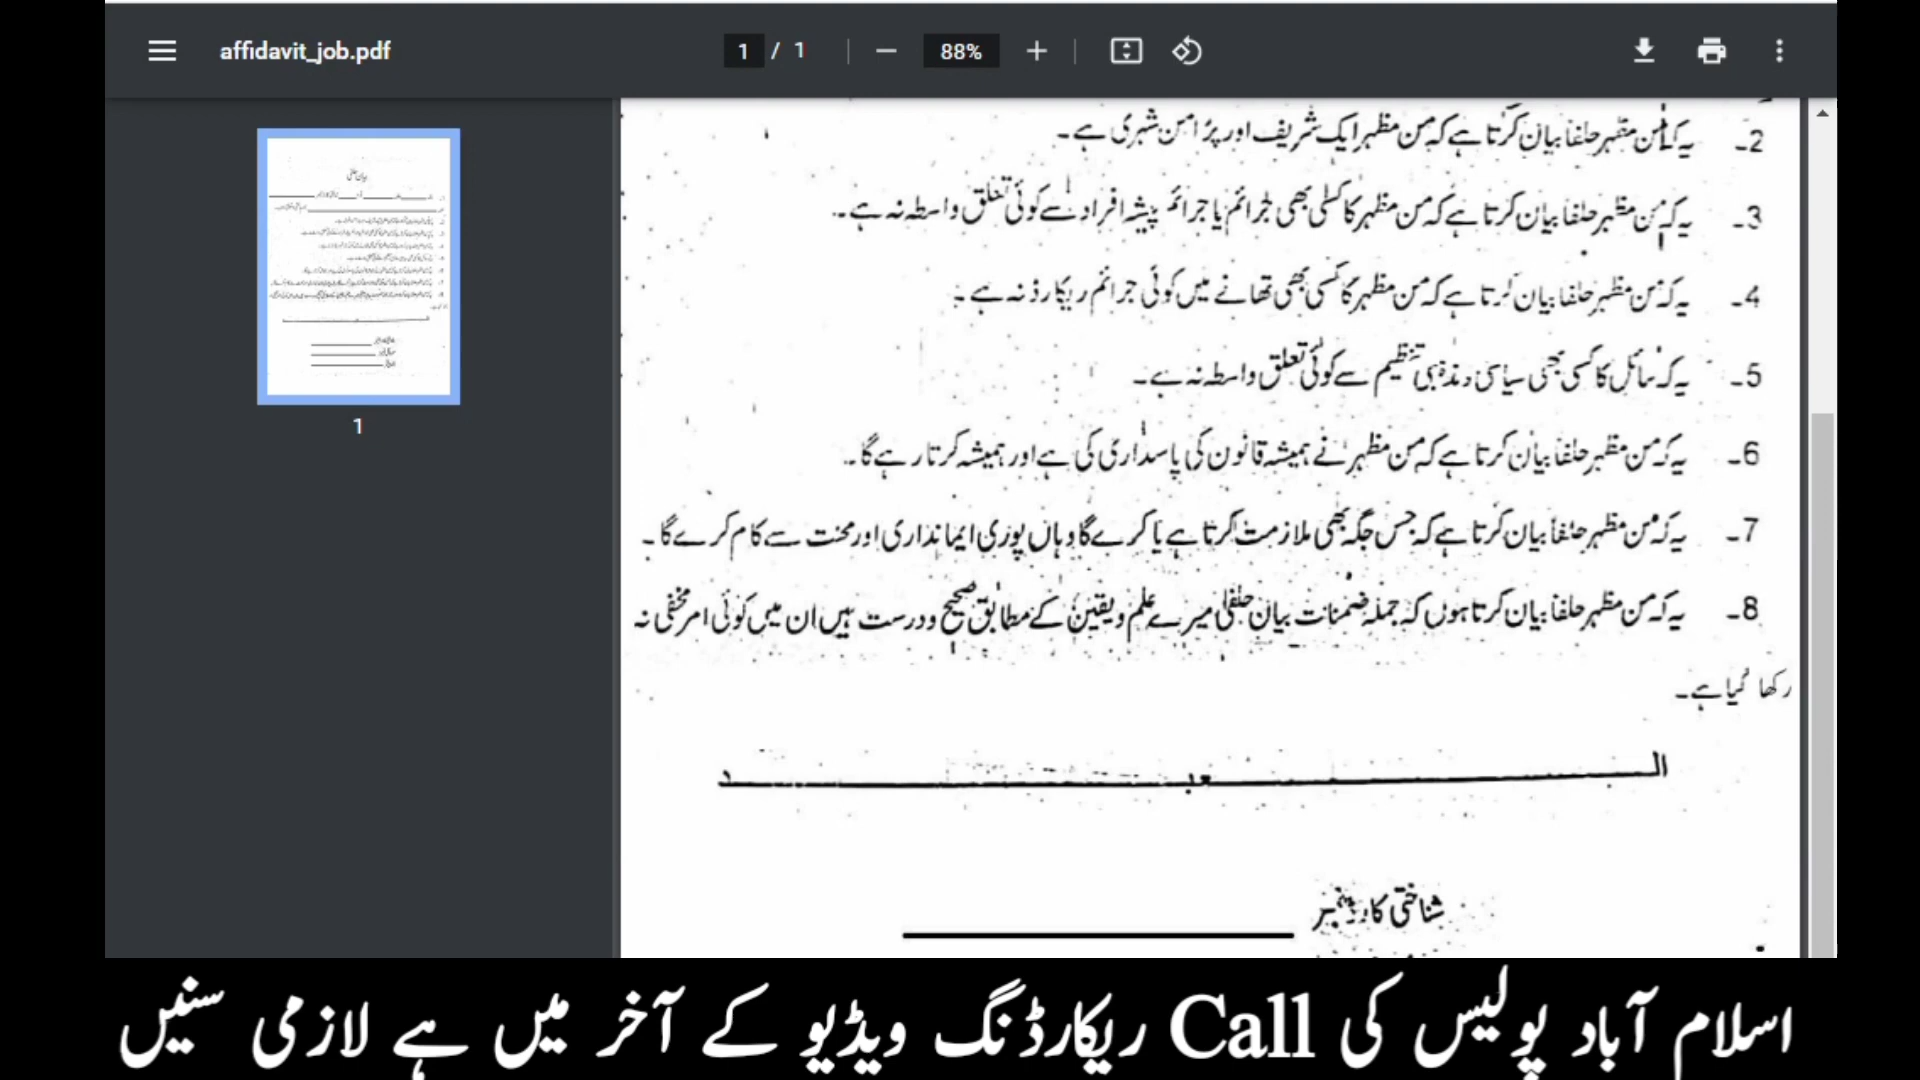 affidavit_job.pdf
1 / 1
88%
2۔ یہ کہ من مظہر حلفاً بیان کرتا ہے کہ من مظہر ایک شریف اور پرُ امن شہری ہے۔
3۔ یہ کہ من مظہر حلفاً بیان کرتا ہے کہ من مظہر کا کسی بھی جرائم یا جرائم پیشہ افراد سے کوئی تعلق واسطہ نہ ہے۔
4۔ یہ کہ من مظہر حلفاً بیان کرتا ہے کہ من مظہر کا کسی بھی تھانے میں کوئی جرائم ریکارڈ نہ ہے۔
5۔ یہ کہ سائل کا کسی بھی سیاسی و مذہبی تنظیم سے کوئی تعلق واسطہ نہ ہے۔
6۔ یہ کہ من مظہر حلفاً بیان کرتا ہے کہ من مظہر نے ہمیشہ قانون کی پاسداری کی ہے اور ہمیشہ کرتا رہے گا۔
7۔ یہ کہ من مظہر حلفاً بیان کرتا ہے کہ جس جگہ بھی ملازمت کرتا ہے یا کرے گا وہاں پوری ایمانداری اور محنت سے کام کرے گا۔
8۔ یہ کہ من مظہر حلفاً بیان کرتا ہوں کہ جملہ ضمنات بیان حلفی میرے علم و یقین کے مطابق صحیح و درست ہیں ان میں کوئی امر مخفی نہ
رکھا گیا ہے۔
العبد
شناختی کارڈ نمبر
1
اسلام آباد پولیس کی Call ریکارڈنگ ویڈیو کے آخر میں ہے لازمی سنیں